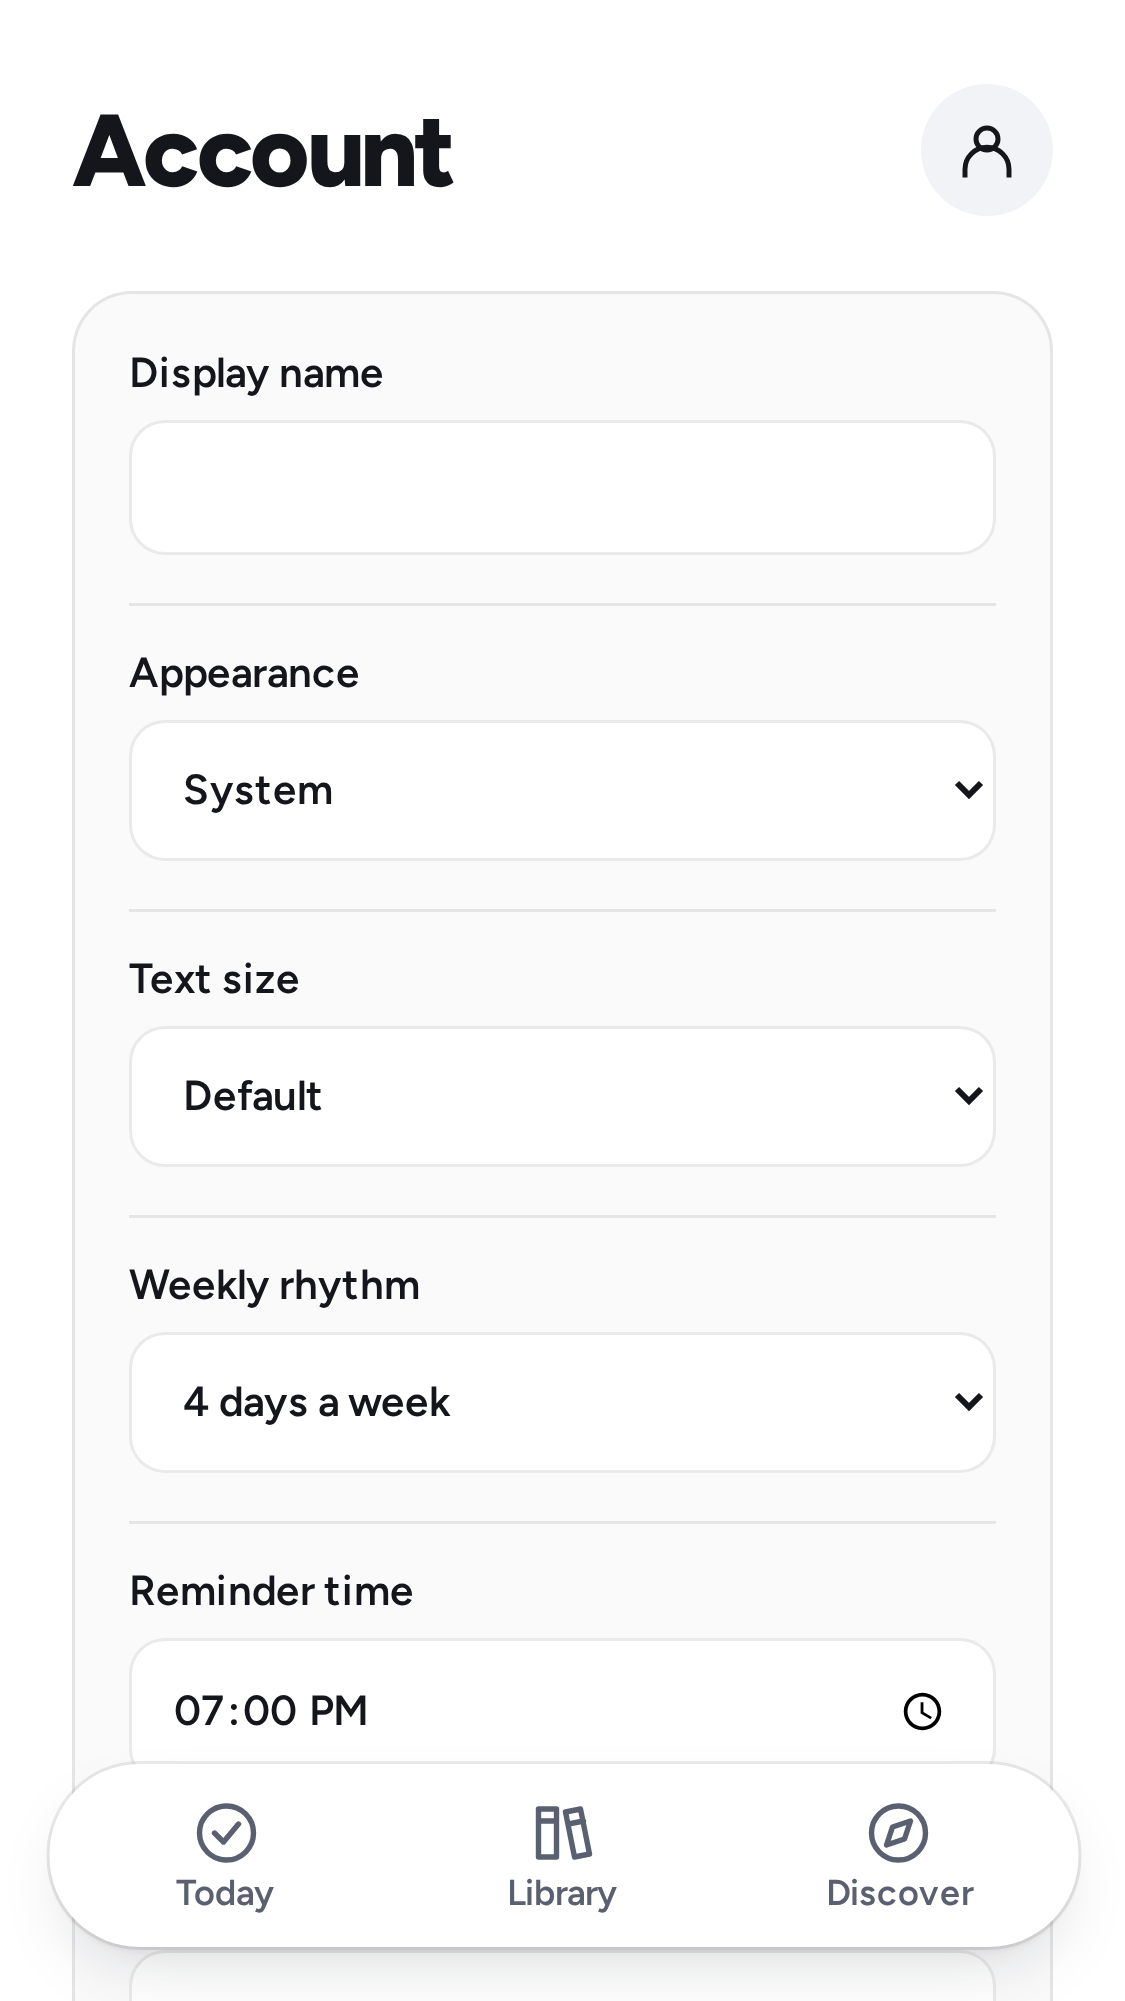 Account
Display name
Appearance
System
Text size
Default
Weekly rhythm
4 days a week
Reminder time
07:00 PM
Today
Library
Discover